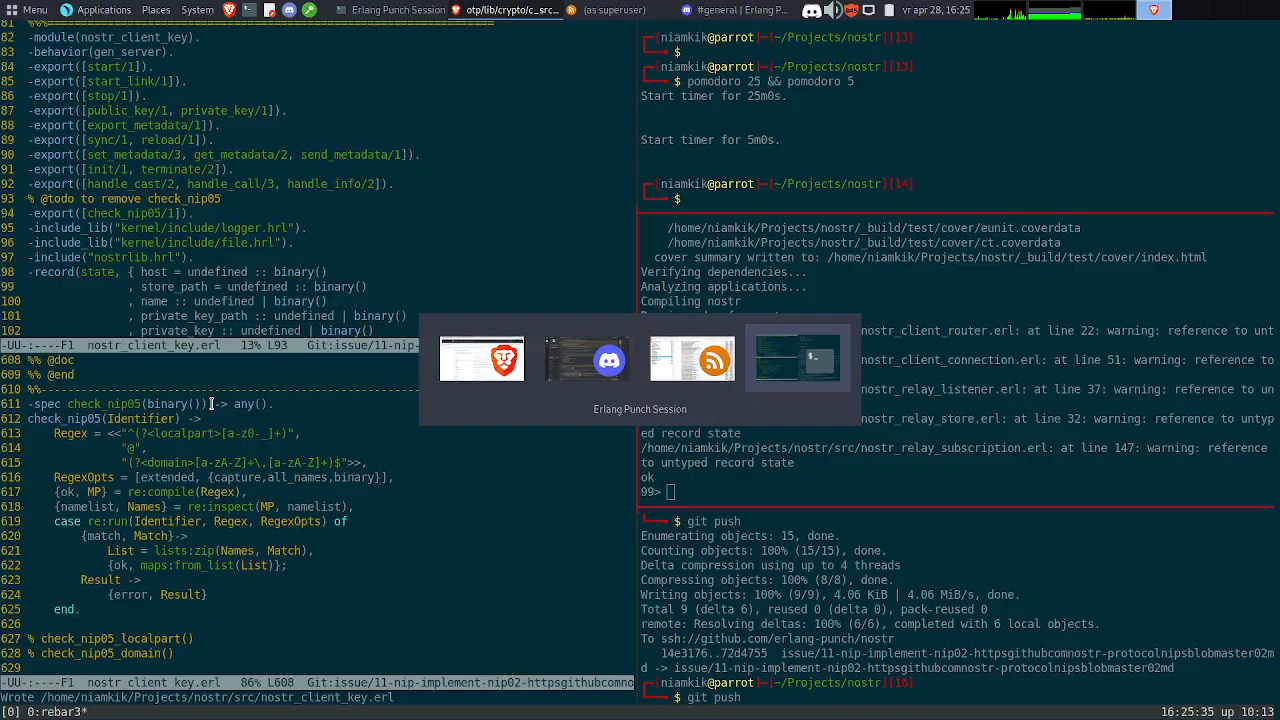 Menu Applications Places System Erlang Punch Session otp/lib/crypto/c_src... (as superuser) #general | Erlang P... 845 vr apr 28, 16:25
82 -module(nostr_client_key).
83 -behavior(gen_server).
84 -export([start/1]).
85 -export([start_link/1]).
86 -export([stop/1]).
87 -export([public_key/1, private_key/1]).
88 -export([export_metadata/1]).
89 -export([sync/1, reload/1]).
90 -export([set_metadata/3, get_metadata/2, send_metadata/1]).
91 -export([init/1, terminate/2]).
92 -export([handle_cast/2, handle_call/3, handle_info/2]).
93 % @todo to remove check_nip05
94 -export([check_nip05/1]).
95 -include_lib("kernel/include/logger.hrl").
96 -include_lib("kernel/include/file.hrl").
97 -include("nostrlib.hrl").
98 -record(state, { host = undefined :: binary()
99 , store_path = undefined :: binary()
100 , name :: undefined | binary()
101 , private_key_path :: undefined | binary()
102 , private_key :: undefined | binary()
-UU-:----F1 nostr_client_key.erl 13% L93 Git:issue/11-nip-
608 %% @doc
609 %% @end
610 %%--------------------------------------------------------------------
611 -spec check_nip05(binary()) -> any().
612 check_nip05(Identifier) ->
613 Regex = <<"^(?<localpart>[a-z0-_]+)",
614 "@",
615 "(?<domain>[a-zA-Z]+\.[a-zA-Z]+)$">>,
616 RegexOpts = [extended, {capture,all_names,binary}],
617 {ok, MP} = re:compile(Regex),
618 {namelist, Names} = re:inspect(MP, namelist),
619 case re:run(Identifier, Regex, RegexOpts) of
620 {match, Match}->
621 List = lists:zip(Names, Match),
622 {ok, maps:from_list(List)};
623 Result ->
624 {error, Result}
625 end.
626
627 % check_nip05_localpart()
628 % check_nip05_domain()
629
-UU-:----F1 nostr_client_key.erl 86% L608 Git:issue/11-nip-implement-nip02-httpsgithubcomno
Wrote /home/niamkik/Projects/nostr/src/nostr_client_key.erl
[niamkik@parrot]─[~/Projects/nostr][13]
$
[niamkik@parrot]─[~/Projects/nostr][13]
$ pomodoro 25 && pomodoro 5
Start timer for 25m0s.
Start timer for 5m0s.
[niamkik@parrot]─[~/Projects/nostr][14]
$
/home/niamkik/Projects/nostr/_build/test/cover/eunit.coverdata
/home/niamkik/Projects/nostr/_build/test/cover/ct.coverdata
cover summary written to: /home/niamkik/Projects/nostr/_build/test/cover/index.html
Verifying dependencies...
Analyzing applications...
Compiling nostr
_client_router.erl: at line 22: warning: reference to unt
_client_connection.erl: at line 51: warning: reference to
_relay_listener.erl: at line 37: warning: reference to un
_relay_store.erl: at line 32: warning: reference to untyp
ed record state
/home/niamkik/Projects/nostr/src/nostr_relay_subscription.erl: at line 147: warning: reference
to untyped record state
ok
99>
Erlang Punch Session
$ git push
Enumerating objects: 15, done.
Counting objects: 100% (15/15), done.
Delta compression using up to 4 threads
Compressing objects: 100% (8/8), done.
Writing objects: 100% (9/9), 4.06 KiB | 4.06 MiB/s, done.
Total 9 (delta 6), reused 0 (delta 0), pack-reused 0
remote: Resolving deltas: 100% (6/6), completed with 6 local objects.
To ssh://github.com/erlang-punch/nostr
14e3176..72d4755 issue/11-nip-implement-nip02-httpsgithubcomnostr-protocolnipsblobmaster02m
d -> issue/11-nip-implement-nip02-httpsgithubcomnostr-protocolnipsblobmaster02md
[niamkik@parrot]─[~/Projects/nostr][16]
$ git push
[0] 0:rebar3* 16:25:35 up 10:13